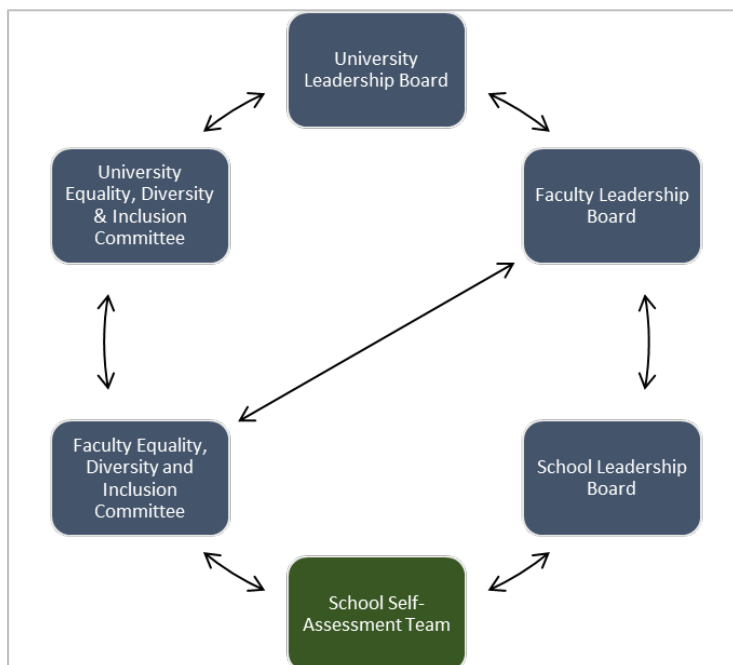 University
Leadership Board
University
Equality, Diversity
& Inclusion
Committee
Faculty Leadership
Board
Faculty Equality,
Diversity and
Inclusion
Committee
School Leadership
Board
School Self-
Assessment Team